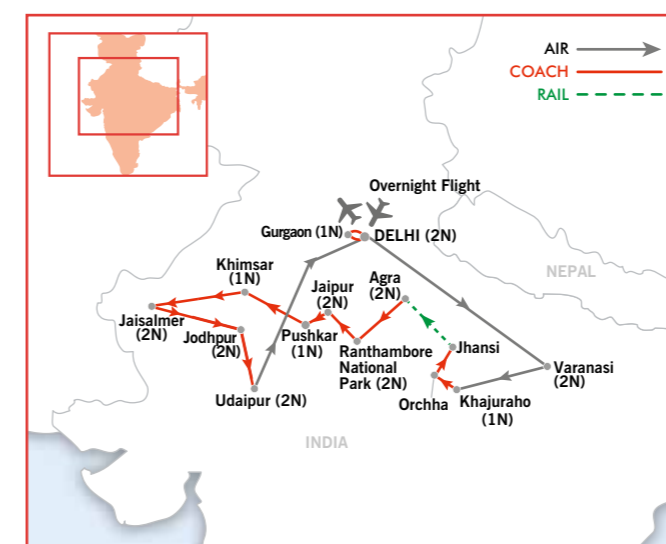 AIR
COACH
RAIL
Overnight Flight
Gurgaon (1N)
DELHI (2N)
NEPAL
Khimsar
(1N)
Agra
(2N)
Jaipur
(2N)
Jaisalmer
(2N)
Jodhpur
(2N)
Pushkar
(1N)
Ranthambore
National
Park (2N)
Jhansi
Varanasi
(2N)
Udaipur (2N)
Orchha
Khajuraho
(1N)
INDIA